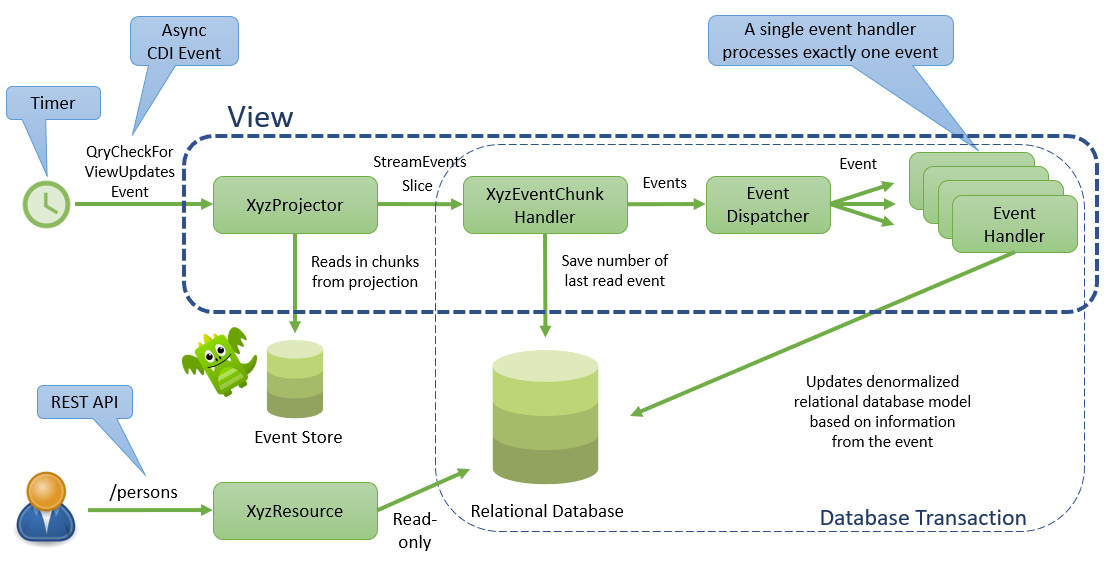 Async
CDI Event
A single event handler
processes exactly one event
Timer
View
QryCheckFor
ViewUpdates
Event
StreamEvents
Slice
Events
Event
XyzProjector
XyzEventChunk
Handler
Event
Dispatcher
Event
Handler
Reads in chunks
from projection
Save number of
last read event
Updates denormalized
relational database model
based on information
from the event
REST API
Event Store
/persons
XyzResource
Read-
only
Relational Database
Database Transaction